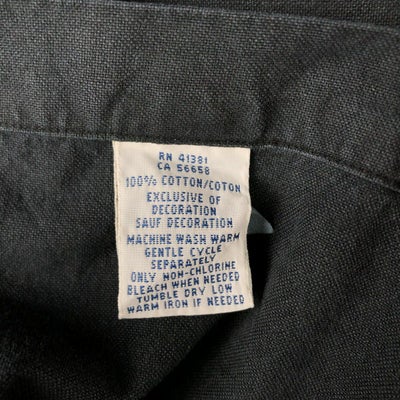 RN 41381
CA 56658
100% COTTON/COTON
EXCLUSIVE OF
DECORATION
SAUF DECORATION
MACHINE WASH WARM
GENTLE CYCLE
SEPARATELY
ONLY NON-CHLORINE
BLEACH WHEN NEEDED
TUMBLE DRY LOW
WARM IRON IF NEEDED